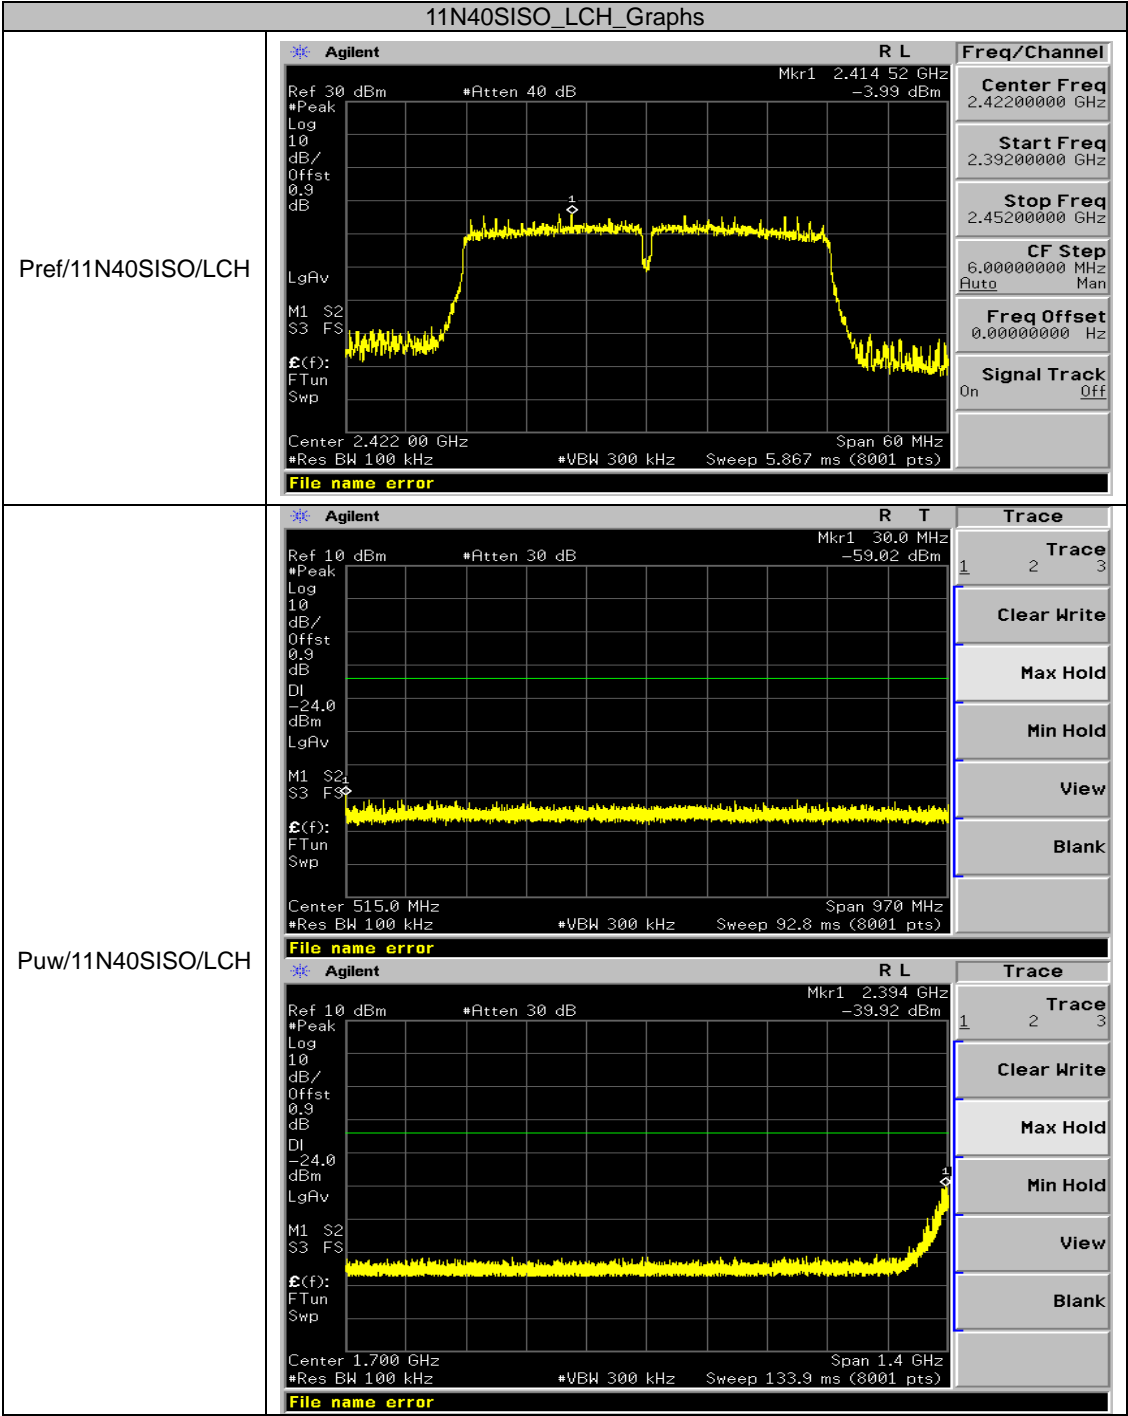 11N40SISO_LCH_Graphs
Pref/11N40SISO/LCH
Agilent R L Freq/Channel
Mkr1 2.414 52 GHz
Ref 30 dBm #Atten 40 dB −3.99 dBm
#Peak
Log
10
dB/
Offst
0.9
dB
1
LgAv
M1 S2
S3 FS
£(f):
FTun
Swp
Center 2.422 00 GHz Span 60 MHz
#Res BW 100 kHz #VBW 300 kHz Sweep 5.867 ms (8001 pts)
File name error
Center Freq
2.42200000 GHz
Start Freq
2.39200000 GHz
Stop Freq
2.45200000 GHz
CF Step
6.00000000 MHz
Auto Man
Freq Offset
0.00000000 Hz
Signal Track
On Off
Puw/11N40SISO/LCH
Agilent R T Trace
Mkr1 30.0 MHz
Ref 10 dBm #Atten 30 dB −59.02 dBm
#Peak
Log
10
dB/
Offst
0.9
dB
DI
−24.0
dBm
LgAv
M1 S2
S3 FS
1
£(f):
FTun
Swp
Center 515.0 MHz Span 970 MHz
#Res BW 100 kHz #VBW 300 kHz Sweep 92.8 ms (8001 pts)
File name error
Trace
1 2 3
Clear Write
Max Hold
Min Hold
View
Blank
Agilent R L Trace
Mkr1 2.394 GHz
Ref 10 dBm #Atten 30 dB −39.92 dBm
#Peak
Log
10
dB/
Offst
0.9
dB
DI
−24.0
dBm
LgAv
1
M1 S2
S3 FS
£(f):
FTun
Swp
Center 1.700 GHz Span 1.4 GHz
#Res BW 100 kHz #VBW 300 kHz Sweep 133.9 ms (8001 pts)
File name error
Trace
1 2 3
Clear Write
Max Hold
Min Hold
View
Blank